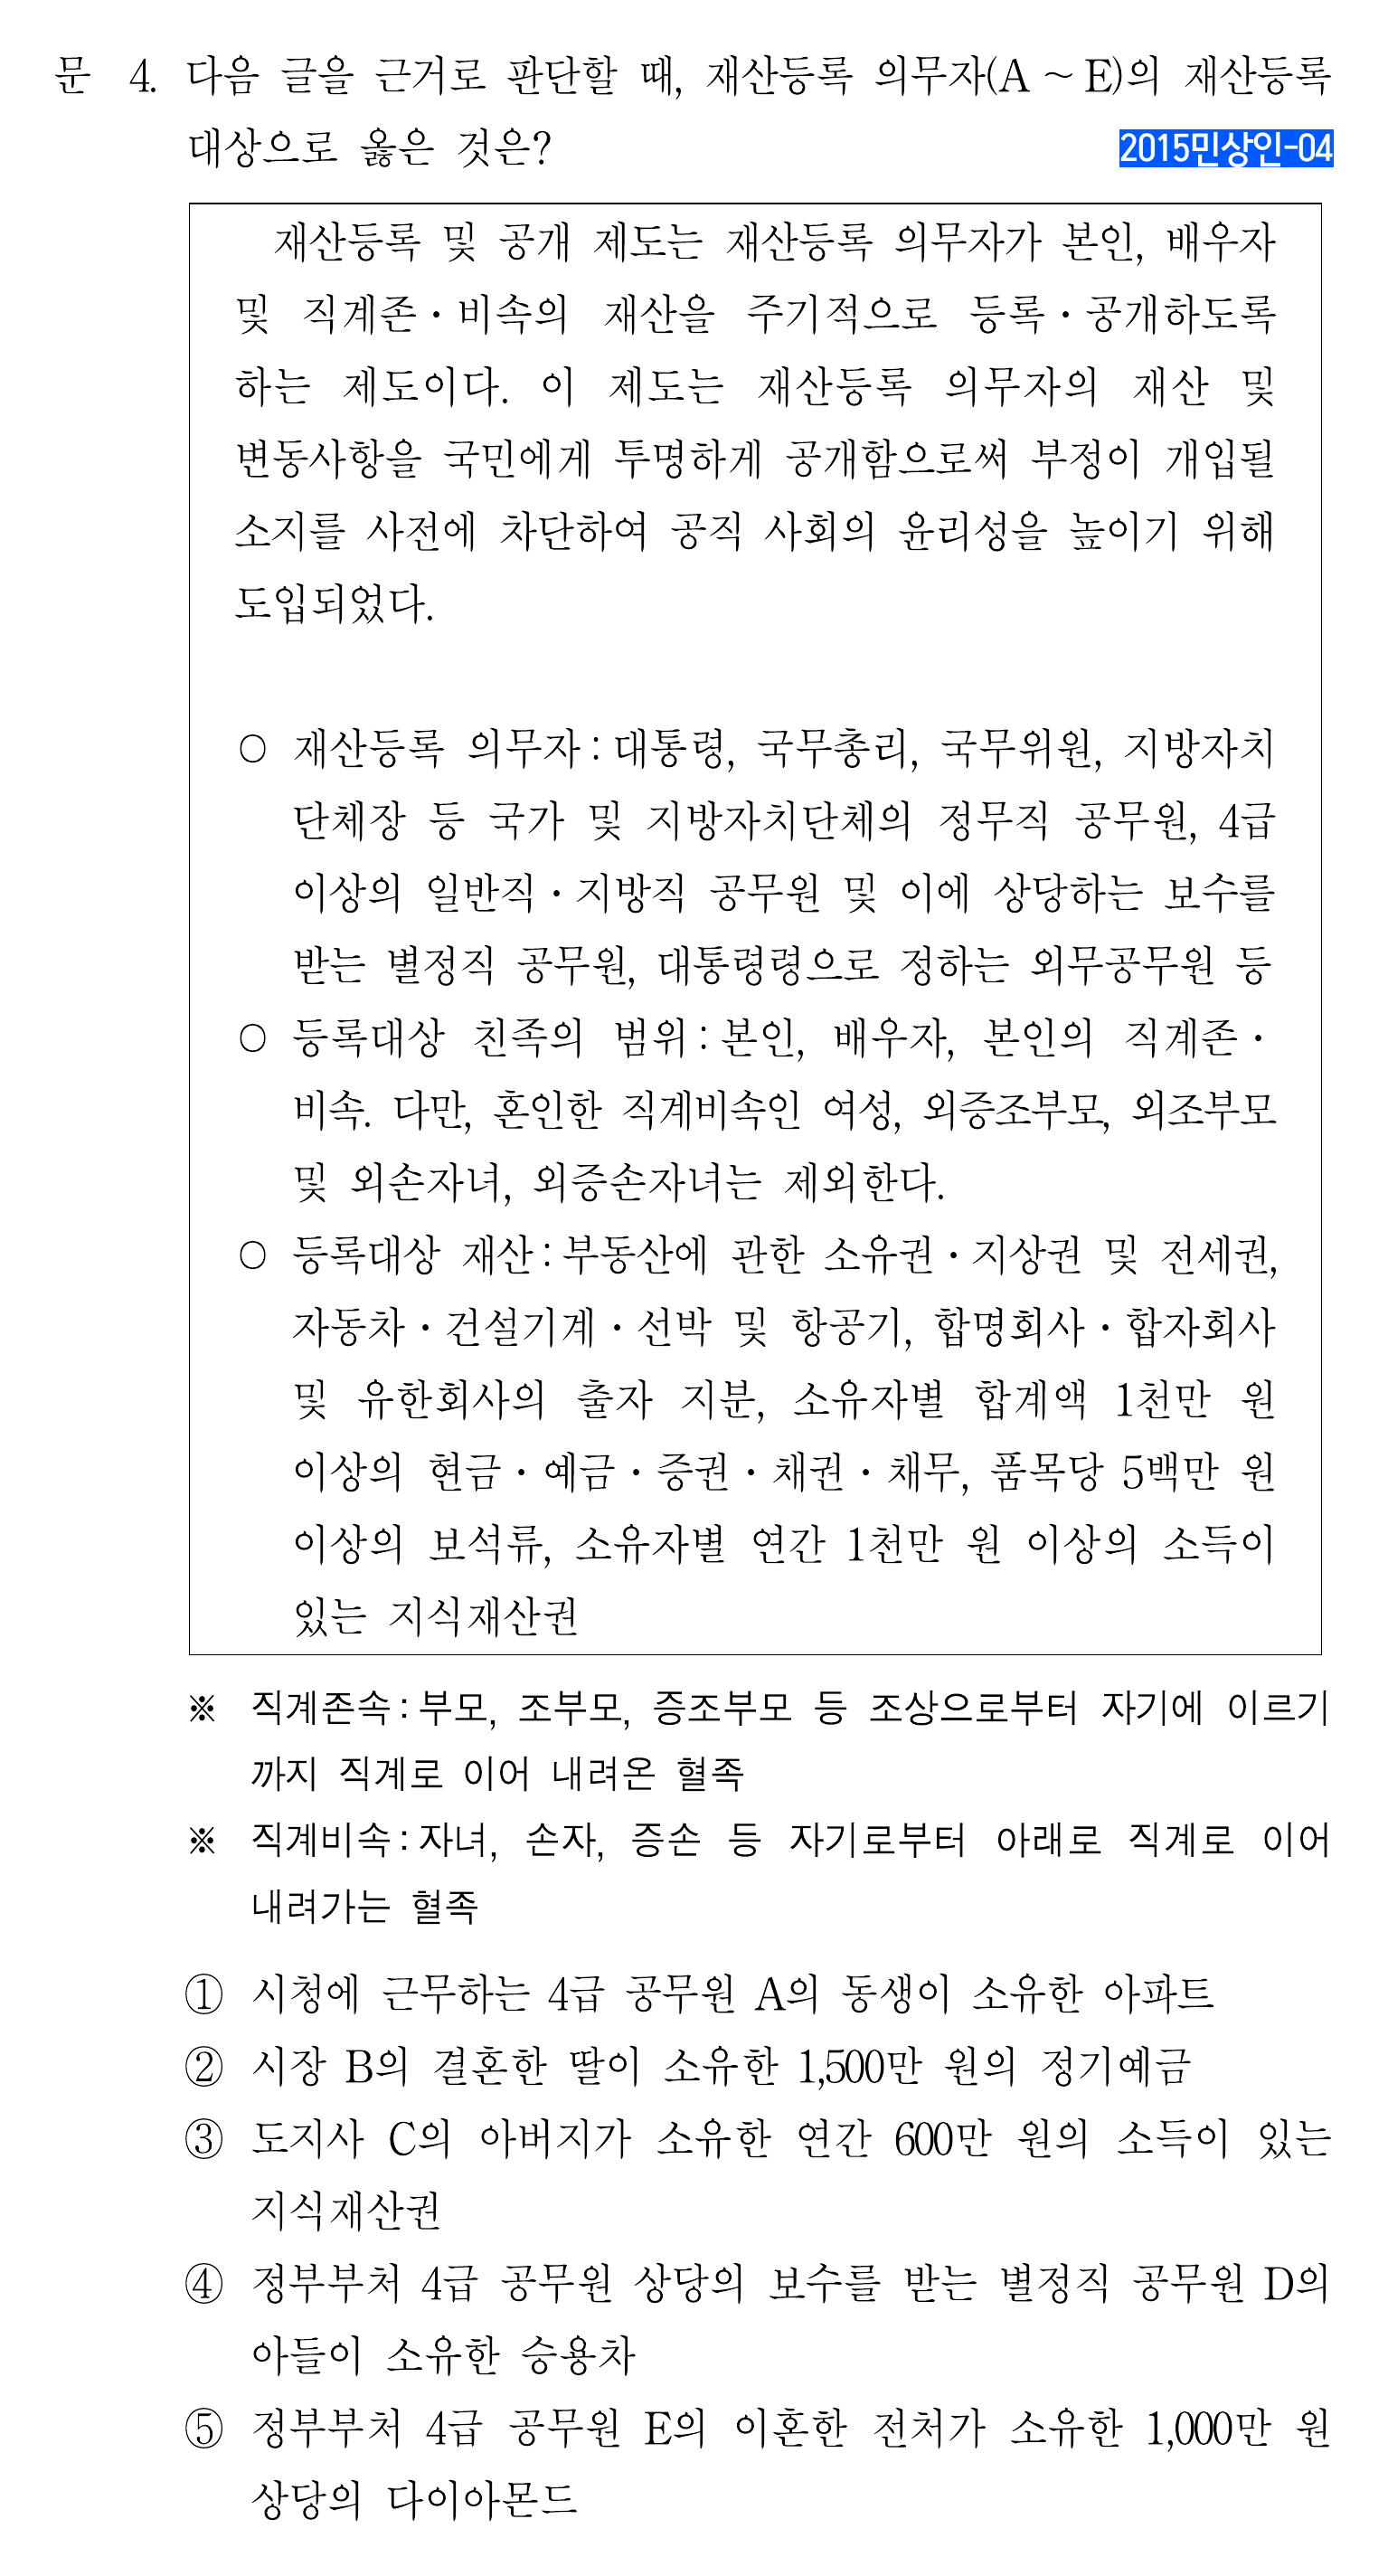 문 4. 다음 글을 근거로 판단할 때, 재산등록 의무자(A ~ E)의 재산등록
대상으로 옳은 것은?
2015민상인-04
재산등록 및 공개 제도는 재산등록 의무자가 본인, 배우자
및 직계존・비속의 재산을 주기적으로 등록・공개하도록
하는 제도이다. 이 제도는 재산등록 의무자의 재산 및
변동사항을 국민에게 투명하게 공개함으로써 부정이 개입될
소지를 사전에 차단하여 공직 사회의 윤리성을 높이기 위해
도입되었다.
○ 재산등록 의무자 : 대통령, 국무총리, 국무위원, 지방자치
단체장 등 국가 및 지방자치단체의 정무직 공무원, 4급
이상의 일반직・지방직 공무원 및 이에 상당하는 보수를
받는 별정직 공무원, 대통령령으로 정하는 외무공무원 등
○ 등록대상 친족의 범위 : 본인, 배우자, 본인의 직계존・
비속. 다만, 혼인한 직계비속인 여성, 외증조부모, 외조부모
및 외손자녀, 외증손자녀는 제외한다.
○ 등록대상 재산 : 부동산에 관한 소유권・지상권 및 전세권,
자동차・건설기계・선박 및 항공기, 합명회사・합자회사
및 유한회사의 출자 지분, 소유자별 합계액 1천만 원
이상의 현금・예금・증권・채권・채무, 품목당 5백만 원
이상의 보석류, 소유자별 연간 1천만 원 이상의 소득이
있는 지식재산권
※ 직계존속 : 부모, 조부모, 증조부모 등 조상으로부터 자기에 이르기
까지 직계로 이어 내려온 혈족
※ 직계비속 : 자녀, 손자, 증손 등 자기로부터 아래로 직계로 이어
내려가는 혈족
① 시청에 근무하는 4급 공무원 A의 동생이 소유한 아파트
② 시장 B의 결혼한 딸이 소유한 1,500만 원의 정기예금
③ 도지사 C의 아버지가 소유한 연간 600만 원의 소득이 있는
지식재산권
④ 정부부처 4급 공무원 상당의 보수를 받는 별정직 공무원 D의
아들이 소유한 승용차
⑤ 정부부처 4급 공무원 E의 이혼한 전처가 소유한 1,000만 원
상당의 다이아몬드